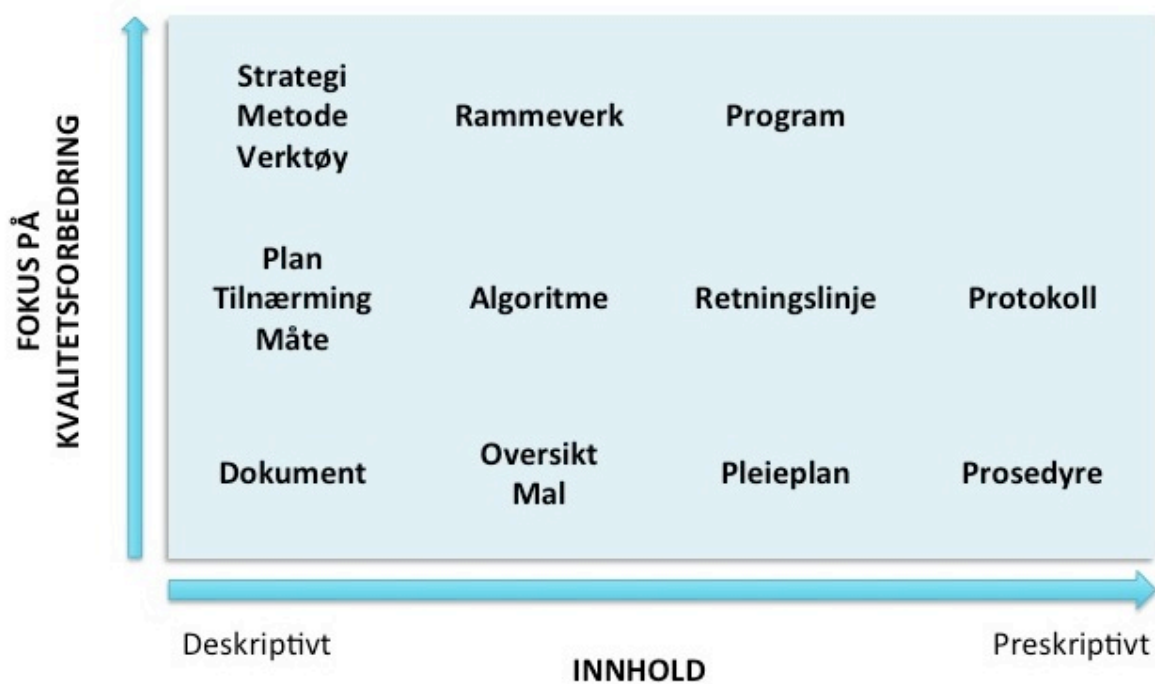 FOKUS PÅ
KVALITETSFORBEDRING
Strategi
Metode
Verktøy
Rammeverk
Program
Plan
Tilnærming
Måte
Algoritme
Retningslinje
Protokoll
Dokument
Oversikt
Mal
Pleieplan
Prosedyre
Deskriptivt
Preskriptivt
INNHOLD